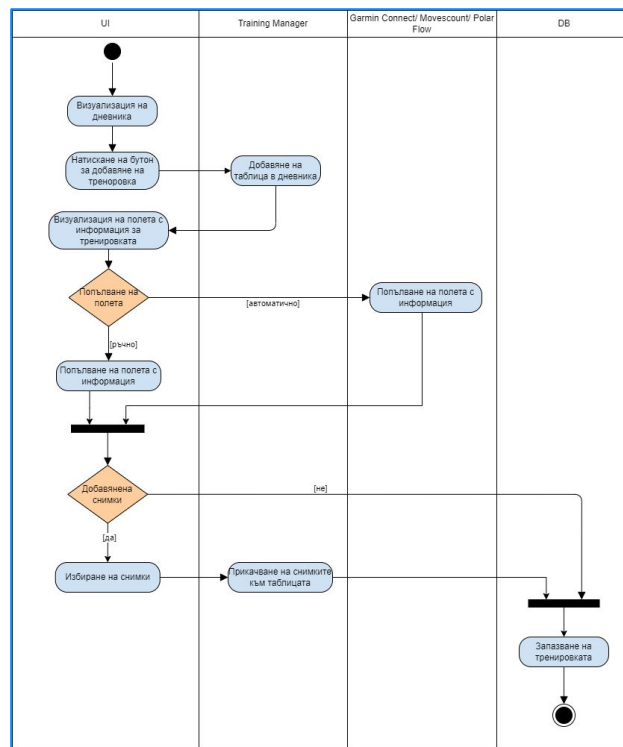 UI
Training Manager
Garmin Connect/ Movescount/ Polar
Flow
DB
Визуализация на
дневника
Натискане на бутон
за добавяне на
треноровка
Добавяне на
таблица в дневника
Визуализация на полета с
информация за
тренировката
Попълване на
полета
[автоматично]
Попълване на полета с
информация
[ръчно]
Попълване на полета с
информация
Добавянена
снимки
[не]
[да]
Избиране на снимки
Прикачване на снимките
към таблицата
Запазване на
тренировката